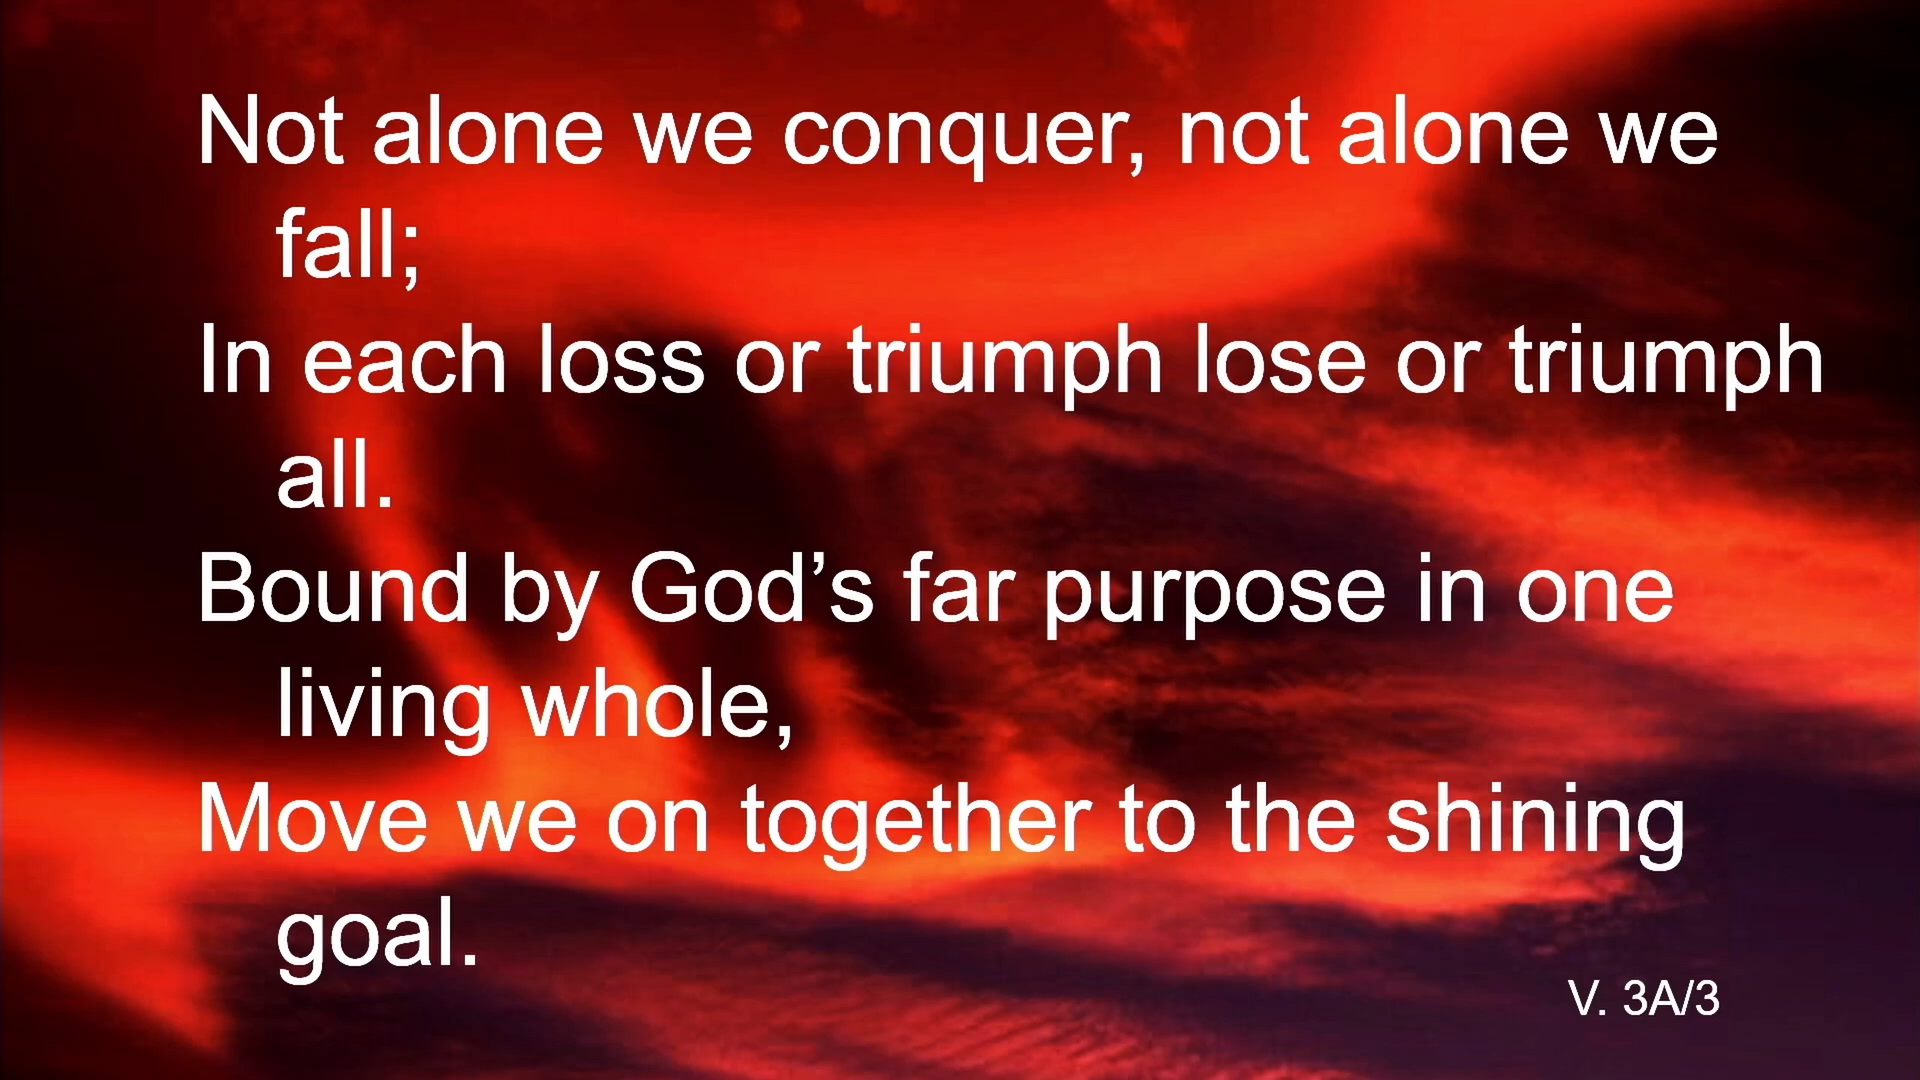 Not alone we conquer, not alone we
fall;
In each loss or triumph lose or triumph
all.
Bound by God’s far purpose in one
living whole,
Move we on together to the shining
goal.
V. 3A/3